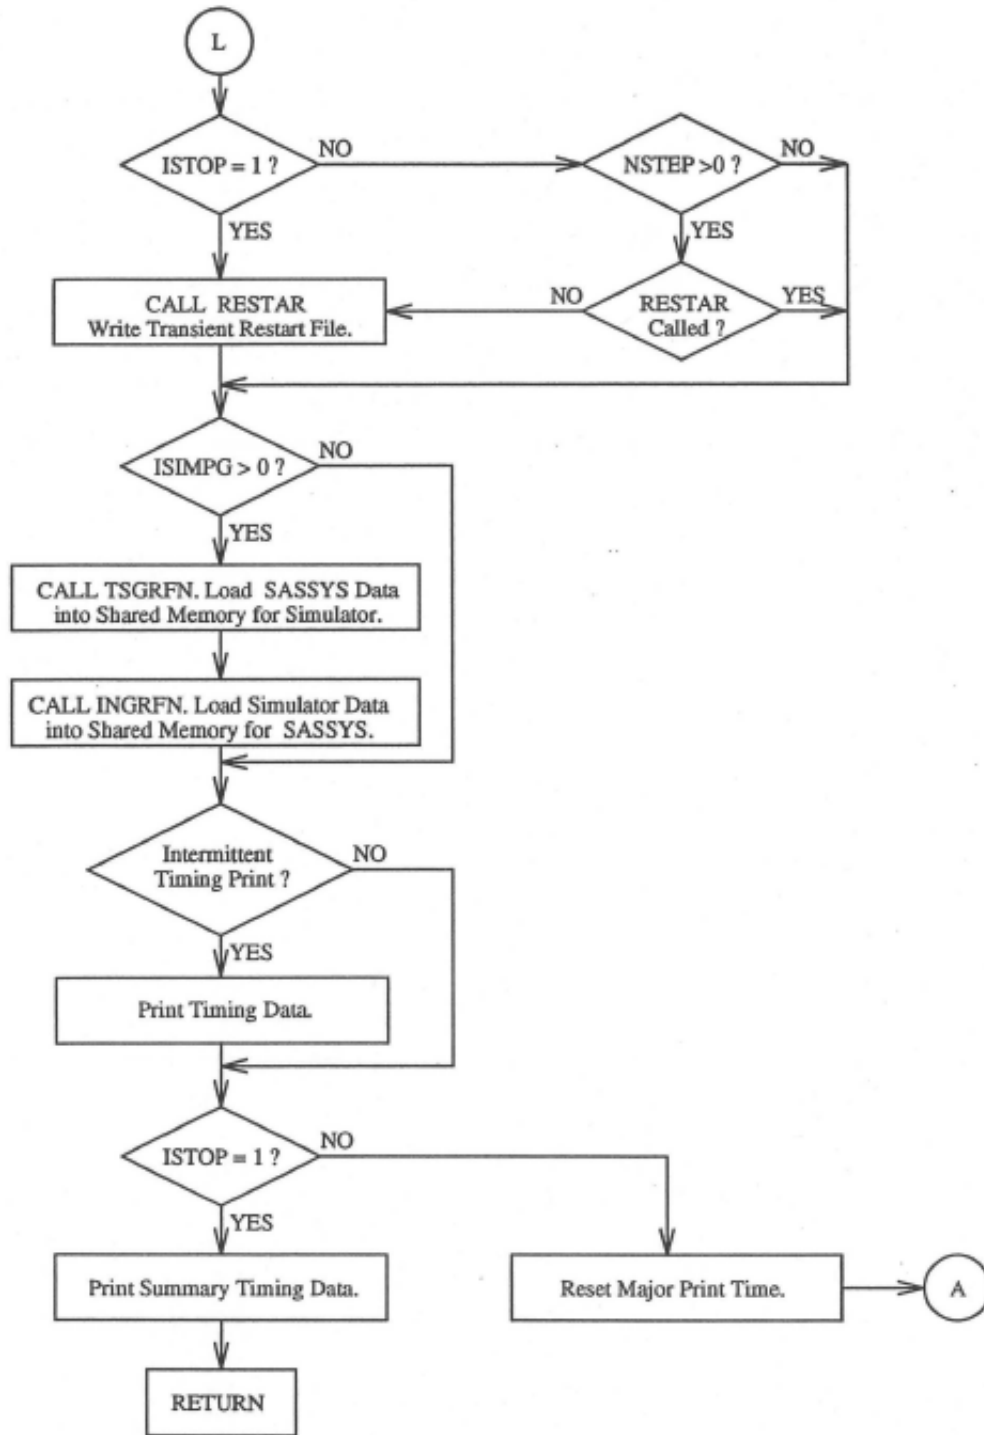 L
ISTOP = 1 ?
NO
NSTEP >0 ?
NO
YES
YES
CALL RESTAR
Write Transient Restart File.
NO
RESTAR
Called ?
YES
ISIMPG > 0 ?
NO
YES
CALL TSGRFN. Load SASSYS Data
into Shared Memory for Simulator.
CALL INGRFN. Load Simulator Data
into Shared Memory for SASSYS.
Intermittent
Timing Print ?
NO
YES
Print Timing Data.
ISTOP = 1 ?
NO
YES
Print Summary Timing Data.
Reset Major Print Time.
A
RETURN